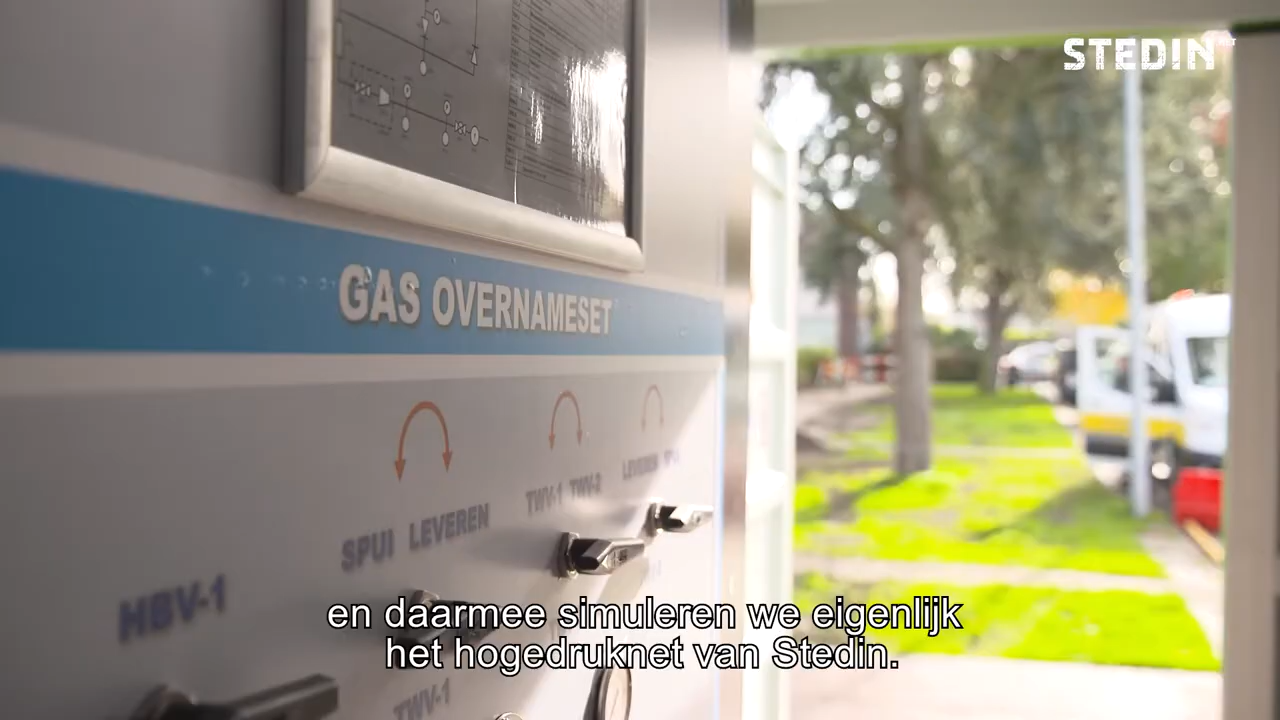 STEDIN
GAS OVERNAMESET
SPUI LEVEREN
TWV-1 TWV-2
LEVEREN
HBV-1
TWV-1
en daarmee simuleren we eigenlijk
het hogedruknet van Stedin.